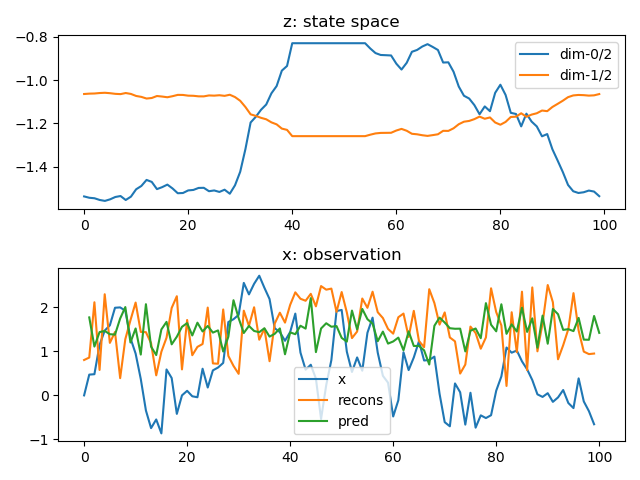 z: state space
−0.8
−1.0
−1.2
−1.4
dim-0/2
dim-1/2
0 20 40 60 80 100
x: observation
2
1
0
−1
x
recons
pred
0 20 40 60 80 100